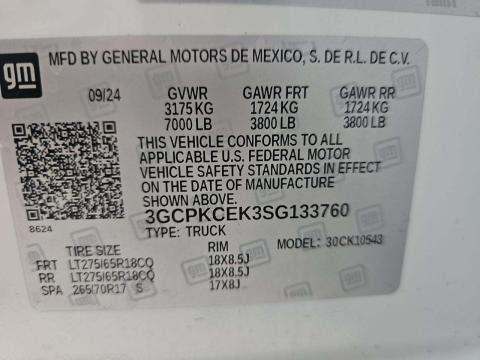 gm
MFD BY GENERAL MOTORS DE MEXICO, S. DE R.L. DE C.V.
09/24 GVWR GAWR FRT GAWR RR
3175 KG 1724 KG 1724 KG
7000 LB 3800 LB 3800 LB
THIS VEHICLE CONFORMS TO ALL
APPLICABLE U.S. FEDERAL MOTOR
VEHICLE SAFETY STANDARDS IN EFFECT
ON THE DATE OF MANUFACTURE
SHOWN ABOVE.
3GCPKCEK3SG133760
8624 TYPE: TRUCK MODEL: 30CK10543
TIRE SIZE RIM
FRT LT275/65R18CQ 18X8.5J
RR LT275/65R18CQ 18X8.5J
SPA 265/70R17 S 17X8J